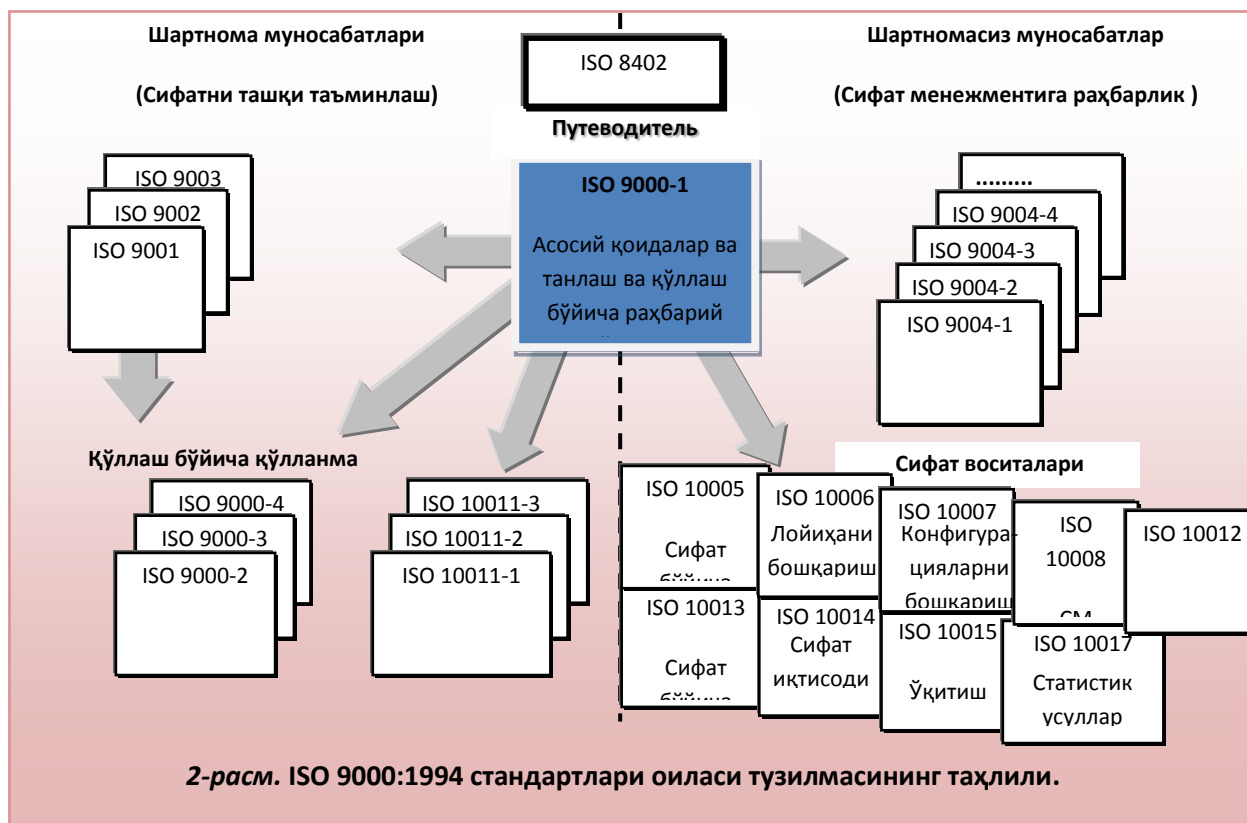 Шартнома муносабатлари
(Сифатни ташқи таъминлаш)
ISO 8402
Шартномасиз муносабатлар
(Сифат менежментига раҳбарлик )
Путеводитель
ISO 9000-1
Асосий қоидалар ва
танлаш ва қўллаш
бўйича раҳбарий
ISO 9003
ISO 9002
ISO 9001
.........
ISO 9004-4
ISO 9004-3
ISO 9004-2
ISO 9004-1
Қўллаш бўйича қўлланма
ISO 9000-4
ISO 9000-3
ISO 9000-2
ISO 10011-3
ISO 10011-2
ISO 10011-1
Сифат воситалари
ISO 10005
Сифат
бўйича
ISO 10006
Лойиҳани
бошқариш
ISO 10007
Конфигура-
цияларни
бошқариш
ISO
10008
СМ
ISO 10012
ISO 10013
Сифат
бўйича
ISO 10014
Сифат
иқтисоди
ISO 10015
Ўқитиш
ISO 10017
Статистик
усуллар
2-расм. ISO 9000:1994 стандартлари оиласи тузилмасининг таҳлили.